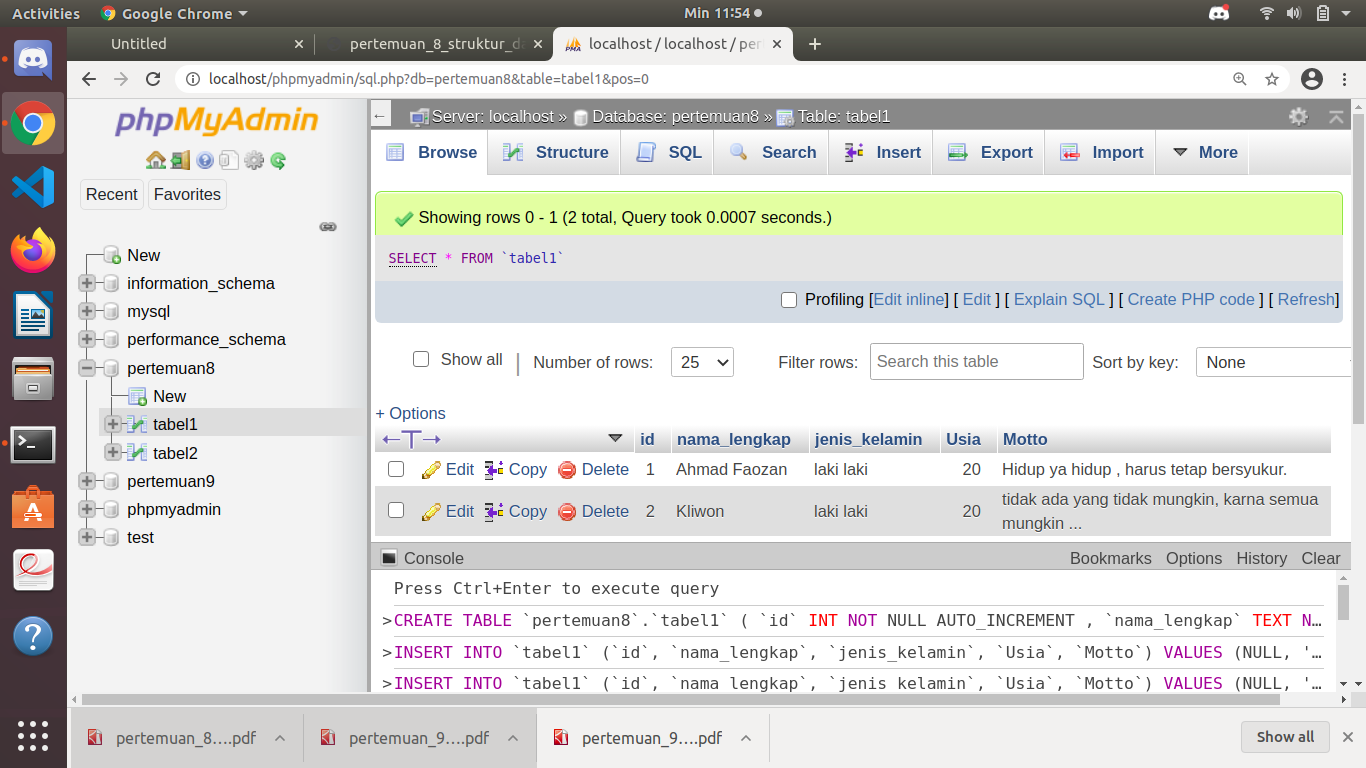 Activities Google Chrome Min 11:54
Untitled pertemuan_8_struktur_da localhost / localhost / per
localhost/phpmyadmin/sql.php?db=pertemuan8&table=tabel1&pos=0
phpMyAdmin
Recent Favorites
New
information_schema
mysql
performance_schema
pertemuan8
New
tabel1
tabel2
pertemuan9
phpmyadmin
test
Server: localhost » Database: pertemuan8 » Table: tabel1
Browse Structure SQL Search Insert Export Import More
Showing rows 0 - 1 (2 total, Query took 0.0007 seconds.)
SELECT * FROM `tabel1`
Profiling [Edit inline] [ Edit ] [ Explain SQL ] [ Create PHP code ] [ Refresh]
Show all | Number of rows: 25 Filter rows: Search this table Sort by key: None
+ Options
←T→ id nama_lengkap jenis_kelamin Usia Motto
Edit Copy Delete 1 Ahmad Faozan laki laki 20 Hidup ya hidup , harus tetap bersyukur.
Edit Copy Delete 2 Kliwon laki laki 20 tidak ada yang tidak mungkin, karna semua
mungkin ...
Console Bookmarks Options History Clear
Press Ctrl+Enter to execute query
>CREATE TABLE `pertemuan8`.`tabel1` ( `id` INT NOT NULL AUTO_INCREMENT , `nama_lengkap` TEXT N…
>INSERT INTO `tabel1` (`id`, `nama_lengkap`, `jenis_kelamin`, `Usia`, `Motto`) VALUES (NULL, '…
>INSERT INTO `tabel1` (`id`, `nama_lengkap`, `jenis_kelamin`, `Usia`, `Motto`) VALUES (NULL, '…
pertemuan_8….pdf pertemuan_9….pdf pertemuan_9….pdf Show all